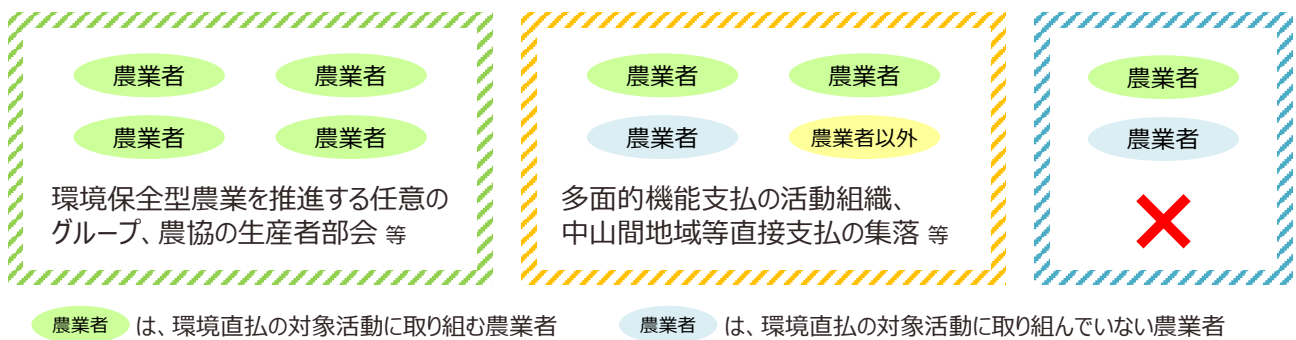 農業者 農業者
農業者 農業者
環境保全型農業を推進する任意の
グループ、農協の生産者部会 等
農業者 農業者
農業者 農業者以外
多面的機能支払の活動組織、
中山間地域等直接支払の集落 等
農業者
農業者
農業者 は、環境直払の対象活動に取り組む農業者
農業者 は、環境直払の対象活動に取り組んでいない農業者